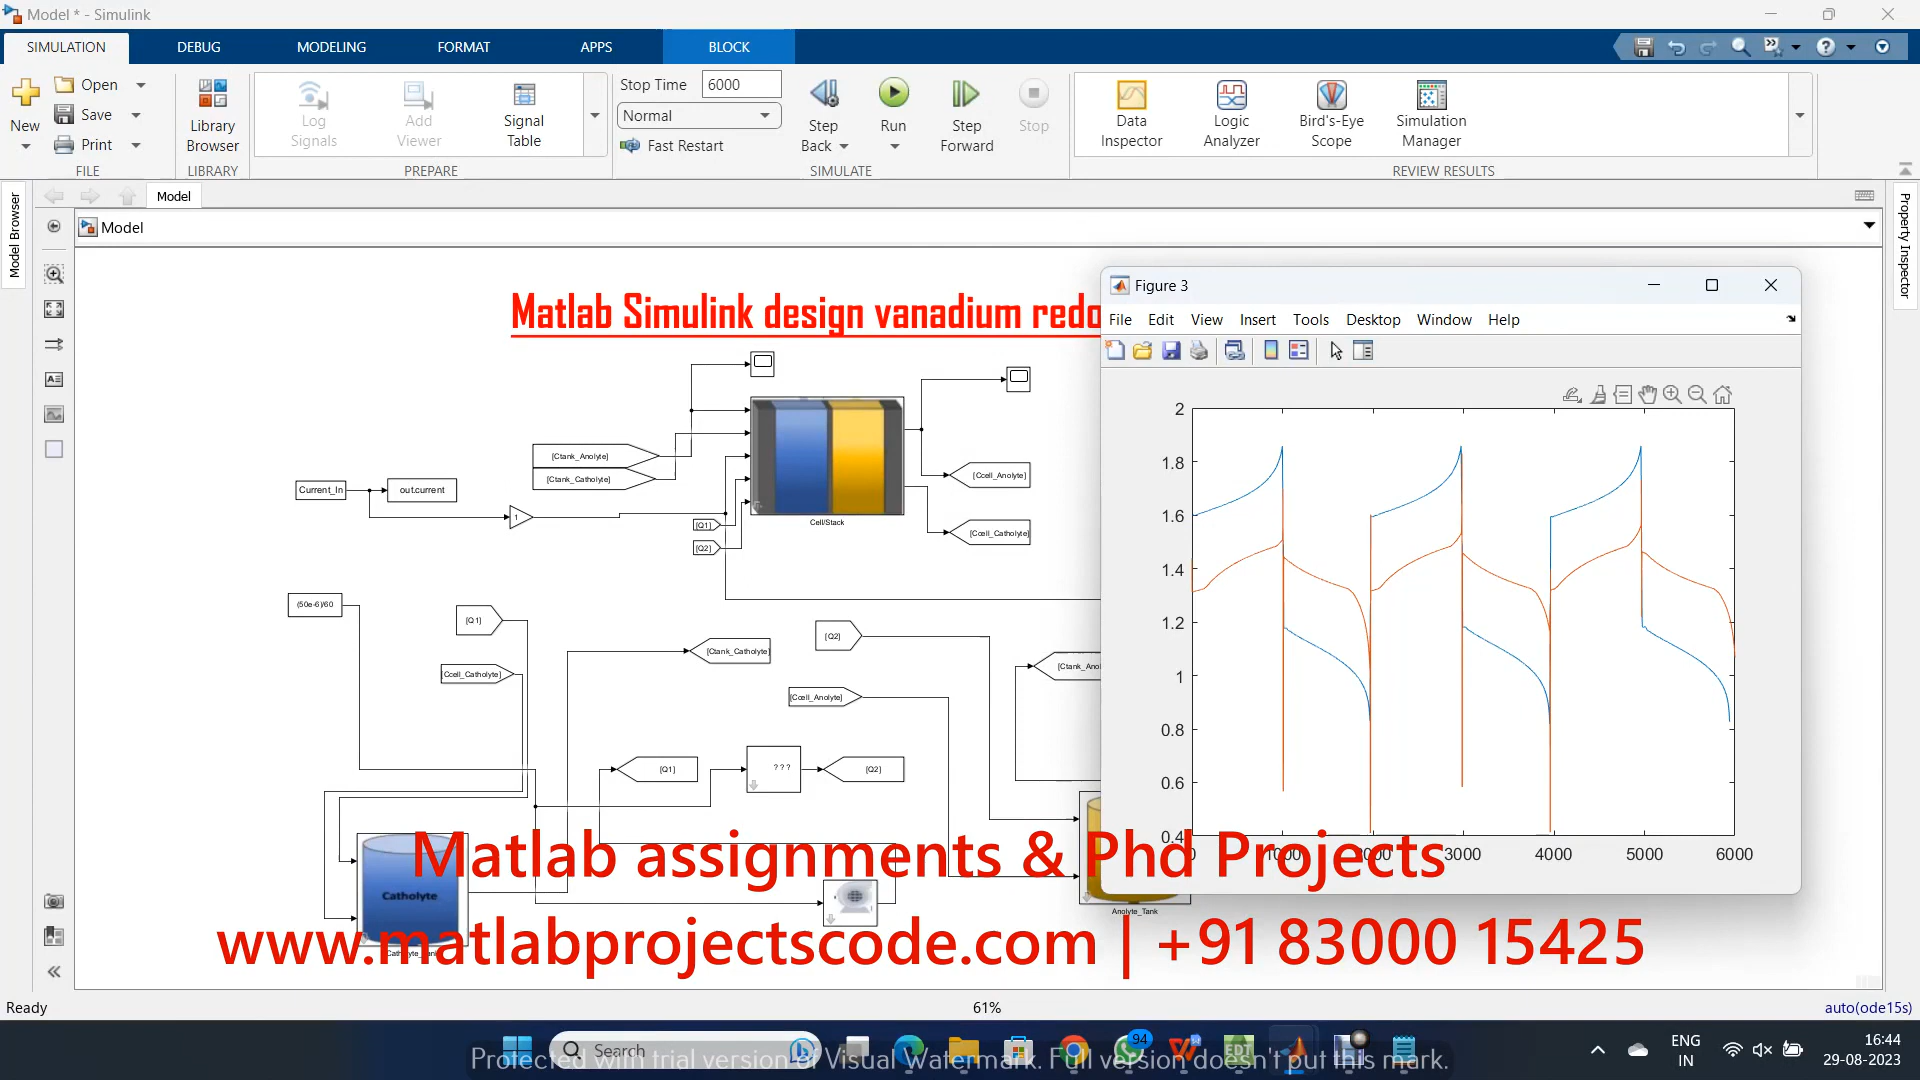 Model * - Simulink
SIMULATION DEBUG MODELING FORMAT APPS BLOCK
New
Open
Save
Print
FILE
Library Browser
LIBRARY
Log Signals
Add Viewer
Signal Table
PREPARE
Stop Time 6000
Normal
Fast Restart
Step Back
Run
Step Forward
Stop
SIMULATE
Data Inspector
Logic Analyzer
Bird's-Eye Scope
Simulation Manager
REVIEW RESULTS
Model Browser
Property Inspector
Model
Model
Matlab Simulink design vanadium redo
Current_In
out.current
1
[Ctank_Anolyte]
[Ctank_Catholyte]
[Q1]
[Q2]
Cell/Stack
[Ccell_Anolyte]
[Ccell_Catholyte]
(50e-6)/60
[Q1]
[Ccell_Catholyte]
[Ctank_Catholyte]
[Q2]
[Ccell_Anolyte]
[Ctank_Anol
[Q1]
? ? ?
[Q2]
Catholyte
Anolyte_Tank
Figure 3
File Edit View Insert Tools Desktop Window Help
2
1.8
1.6
1.4
1.2
1
0.8
0.6
0.4
0 1000 2000 3000 4000 5000 6000
Matlab assignments & Phd Projects
www.matlabprojectscode.com | +91 83000 15425
Ready
61%
auto(ode15s)
Search
94
EDT
ENG
IN
16:44
29-08-2023
Protected with trial version of Visual Watermark. Full version doesn't put this mark.